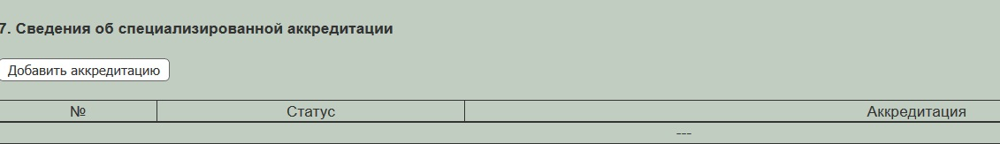 7. Сведения об специализированной аккредитации
Добавить аккредитацию
№ Статус Аккредитация
---